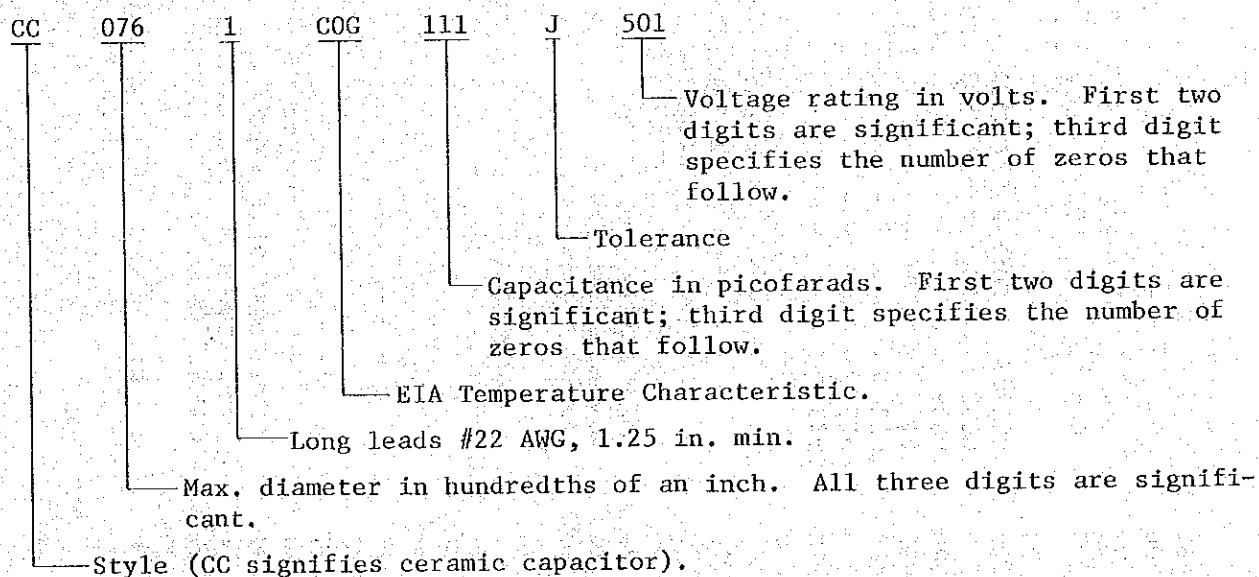 CC 076 1 COG 111 J 501
Voltage rating in volts. First two
digits are significant; third digit
specifies the number of zeros that
follow.
Tolerance
Capacitance in picofarads. First two digits are
significant; third digit specifies the number of
zeros that follow.
EIA Temperature Characteristic.
Long leads #22 AWG, 1.25 in. min.
Max. diameter in hundredths of an inch. All three digits are signifi-
cant.
Style (CC signifies ceramic capacitor).